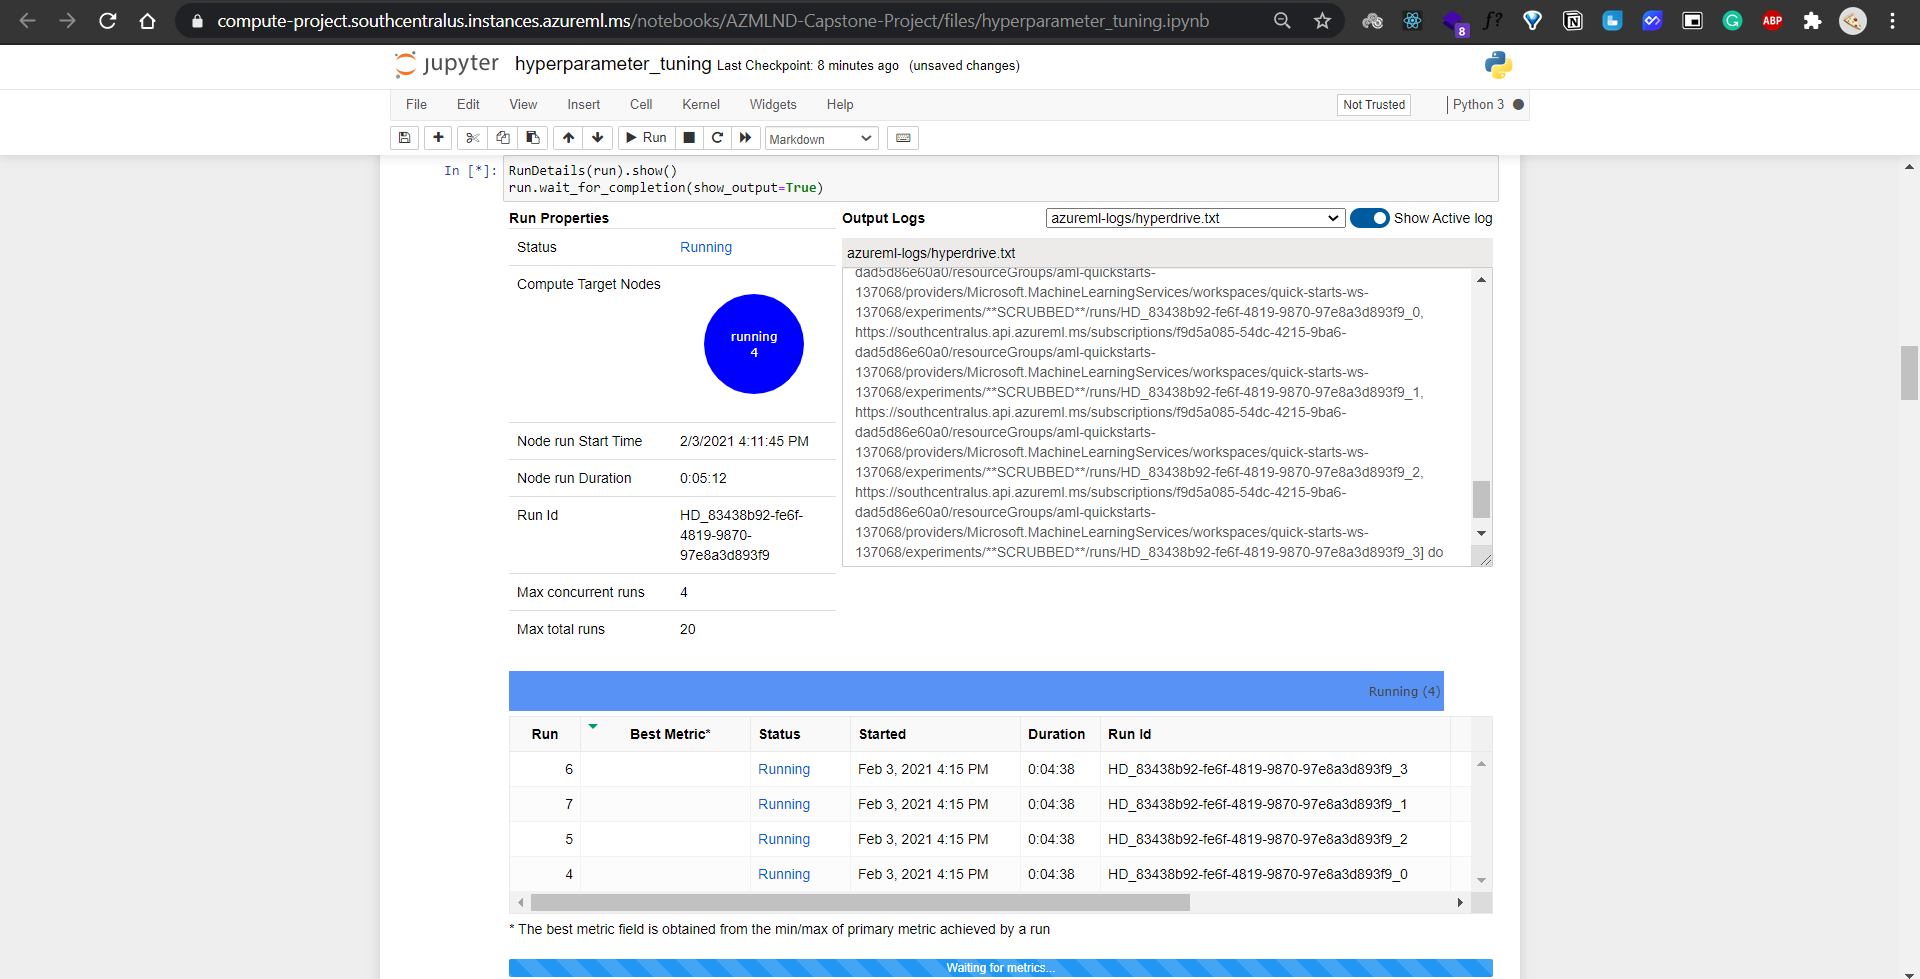 compute-project.southcentralus.instances.azureml.ms/notebooks/AZMLND-Capstone-Project/files/hyperparameter_tuning.ipynb
8
f?
ABP
jupyter hyperparameter_tuning Last Checkpoint: 8 minutes ago (unsaved changes)
File Edit View Insert Cell Kernel Widgets Help Not Trusted Python 3
Run Markdown
In [*]: RunDetails(run).show()
run.wait_for_completion(show_output=True)
Run Properties
Status Running
Compute Target Nodes
running
4
Node run Start Time 2/3/2021 4:11:45 PM
Node run Duration 0:05:12
Run Id HD_83438b92-fe6f-
4819-9870-
97e8a3d893f9
Max concurrent runs 4
Max total runs 20
Output Logs azureml-logs/hyperdrive.txt Show Active log
azureml-logs/hyperdrive.txt
dad5d86e60a0/resourceGroups/aml-quickstarts-
137068/providers/Microsoft.MachineLearningServices/workspaces/quick-starts-ws-
137068/experiments/**SCRUBBED**/runs/HD_83438b92-fe6f-4819-9870-97e8a3d893f9_0,
https://southcentralus.api.azureml.ms/subscriptions/f9d5a085-54dc-4215-9ba6-
dad5d86e60a0/resourceGroups/aml-quickstarts-
137068/providers/Microsoft.MachineLearningServices/workspaces/quick-starts-ws-
137068/experiments/**SCRUBBED**/runs/HD_83438b92-fe6f-4819-9870-97e8a3d893f9_1,
https://southcentralus.api.azureml.ms/subscriptions/f9d5a085-54dc-4215-9ba6-
dad5d86e60a0/resourceGroups/aml-quickstarts-
137068/providers/Microsoft.MachineLearningServices/workspaces/quick-starts-ws-
137068/experiments/**SCRUBBED**/runs/HD_83438b92-fe6f-4819-9870-97e8a3d893f9_2,
https://southcentralus.api.azureml.ms/subscriptions/f9d5a085-54dc-4215-9ba6-
dad5d86e60a0/resourceGroups/aml-quickstarts-
137068/providers/Microsoft.MachineLearningServices/workspaces/quick-starts-ws-
137068/experiments/**SCRUBBED**/runs/HD_83438b92-fe6f-4819-9870-97e8a3d893f9_3] do
Running (4)
Run Best Metric* Status Started Duration Run Id
6 Running Feb 3, 2021 4:15 PM 0:04:38 HD_83438b92-fe6f-4819-9870-97e8a3d893f9_3
7 Running Feb 3, 2021 4:15 PM 0:04:38 HD_83438b92-fe6f-4819-9870-97e8a3d893f9_1
5 Running Feb 3, 2021 4:15 PM 0:04:38 HD_83438b92-fe6f-4819-9870-97e8a3d893f9_2
4 Running Feb 3, 2021 4:15 PM 0:04:38 HD_83438b92-fe6f-4819-9870-97e8a3d893f9_0
* The best metric field is obtained from the min/max of primary metric achieved by a run
Waiting for metrics...